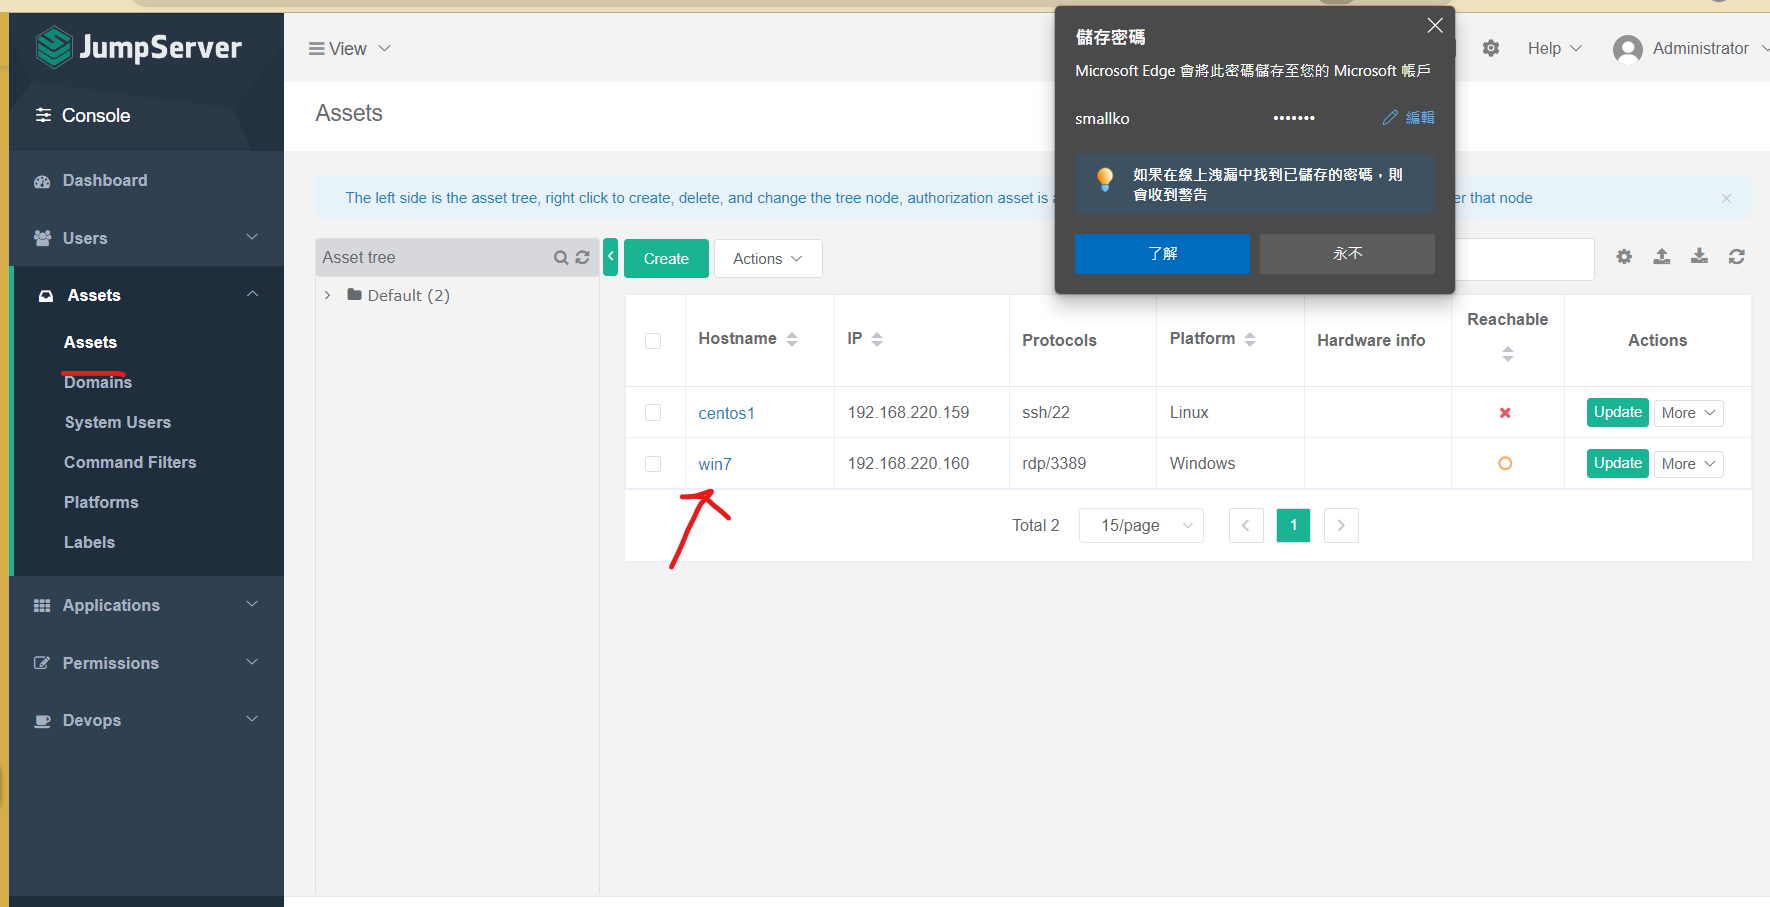 JumpServer
View
Help
Administrator
Console
Assets
Dashboard
Users
Assets
Assets
Domains
System Users
Command Filters
Platforms
Labels
Applications
Permissions
Devops
The left side is the asset tree, right click to create, delete, and change the tree node, authorization asset is
er that node
Asset tree
Default (2)
Create
Actions
Hostname
IP
Protocols
Platform
Hardware info
Reachable
Actions
centos1
192.168.220.159
ssh/22
Linux
Update
More
win7
192.168.220.160
rdp/3389
Windows
Update
More
Total 2
15/page
1
儲存密碼
Microsoft Edge 會將此密碼儲存至您的 Microsoft 帳戶
smallko
•••••••
編輯
如果在線上洩漏中找到已儲存的密碼，則
會收到警告
了解
永不